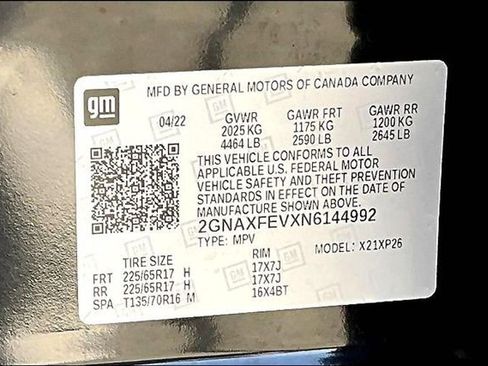 MFD BY GENERAL MOTORS OF CANADA COMPANY
gm
04/22 GVWR GAWR FRT GAWR RR
2025 KG 1175 KG 1200 KG
4464 LB 2590 LB 2645 LB
THIS VEHICLE CONFORMS TO ALL
APPLICABLE U.S. FEDERAL MOTOR
VEHICLE SAFETY AND THEFT PREVENTION
STANDARDS IN EFFECT ON THE DATE OF
MANUFACTURE SHOWN ABOVE.
2GNAXFEVXN6144992
TYPE: MPV MODEL: X21XP26
TIRE SIZE RIM
FRT 225/65R17 H 17X7J
RR 225/65R17 H 17X7J
SPA T135/70R16 M 16X4BT